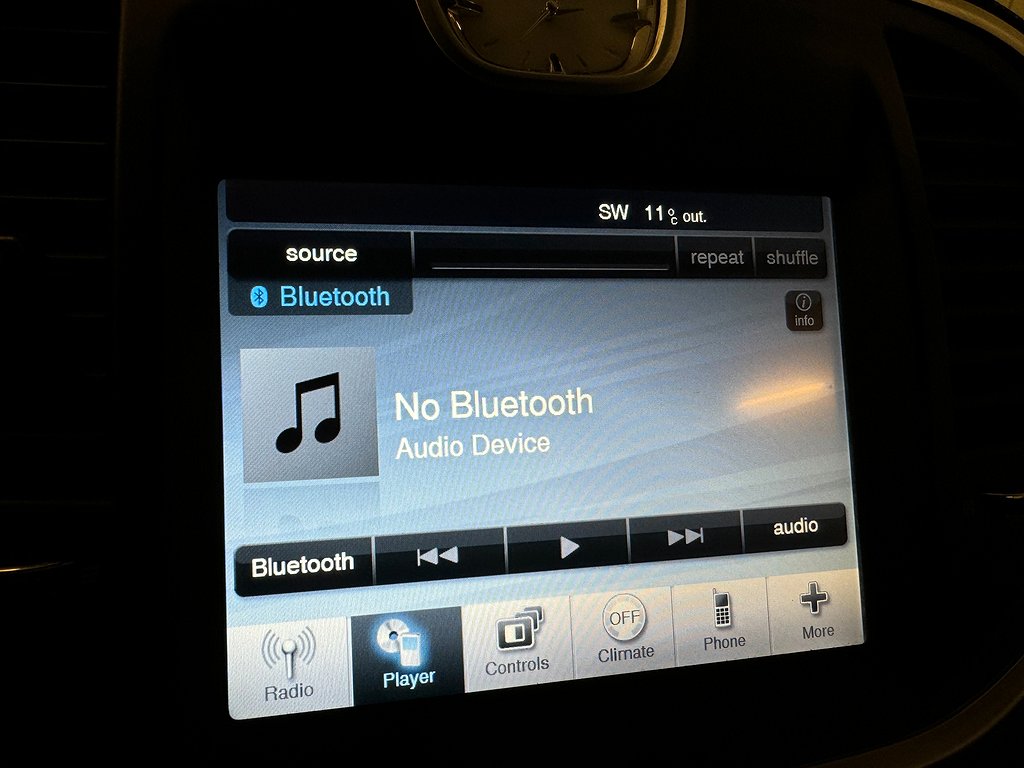 SW 11°C out.
source
repeat
shuffle
Bluetooth
info
No Bluetooth
Audio Device
Bluetooth
audio
Radio
Player
Controls
OFF
Climate
Phone
More